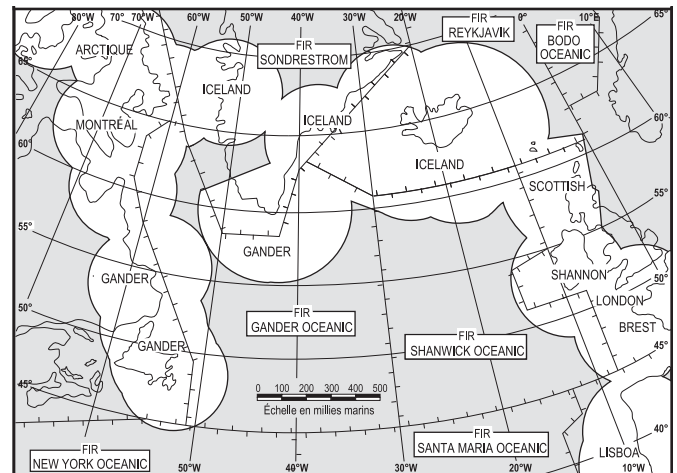 80°W 70° 70°W 60°W 50°W 40°W 30°W 20°W 10°W 0° 10°E
65°
65°
ARCTIQUE
FIR
SONDRESTROM
FIR
REYKJAVIK
FIR
BODO
OCEANIC
65°
ICELAND
MONTRÉAL
ICELAND
ICELAND
60°
60°
SCOTTISH
55°
55°
GANDER
GANDER
SHANNON
50°
LONDON
BREST
50°
FIR
GANDER OCEANIC
FIR
SHANWICK OCEANIC
GANDER
45°
45°
0 100 200 300 400 500
Échelle en millies marins
40°
FIR
NEW YORK OCEANIC
FIR
SANTA MARIA OCEANIC
LISBOA
50°W 40°W 30°W 20°W 10°W